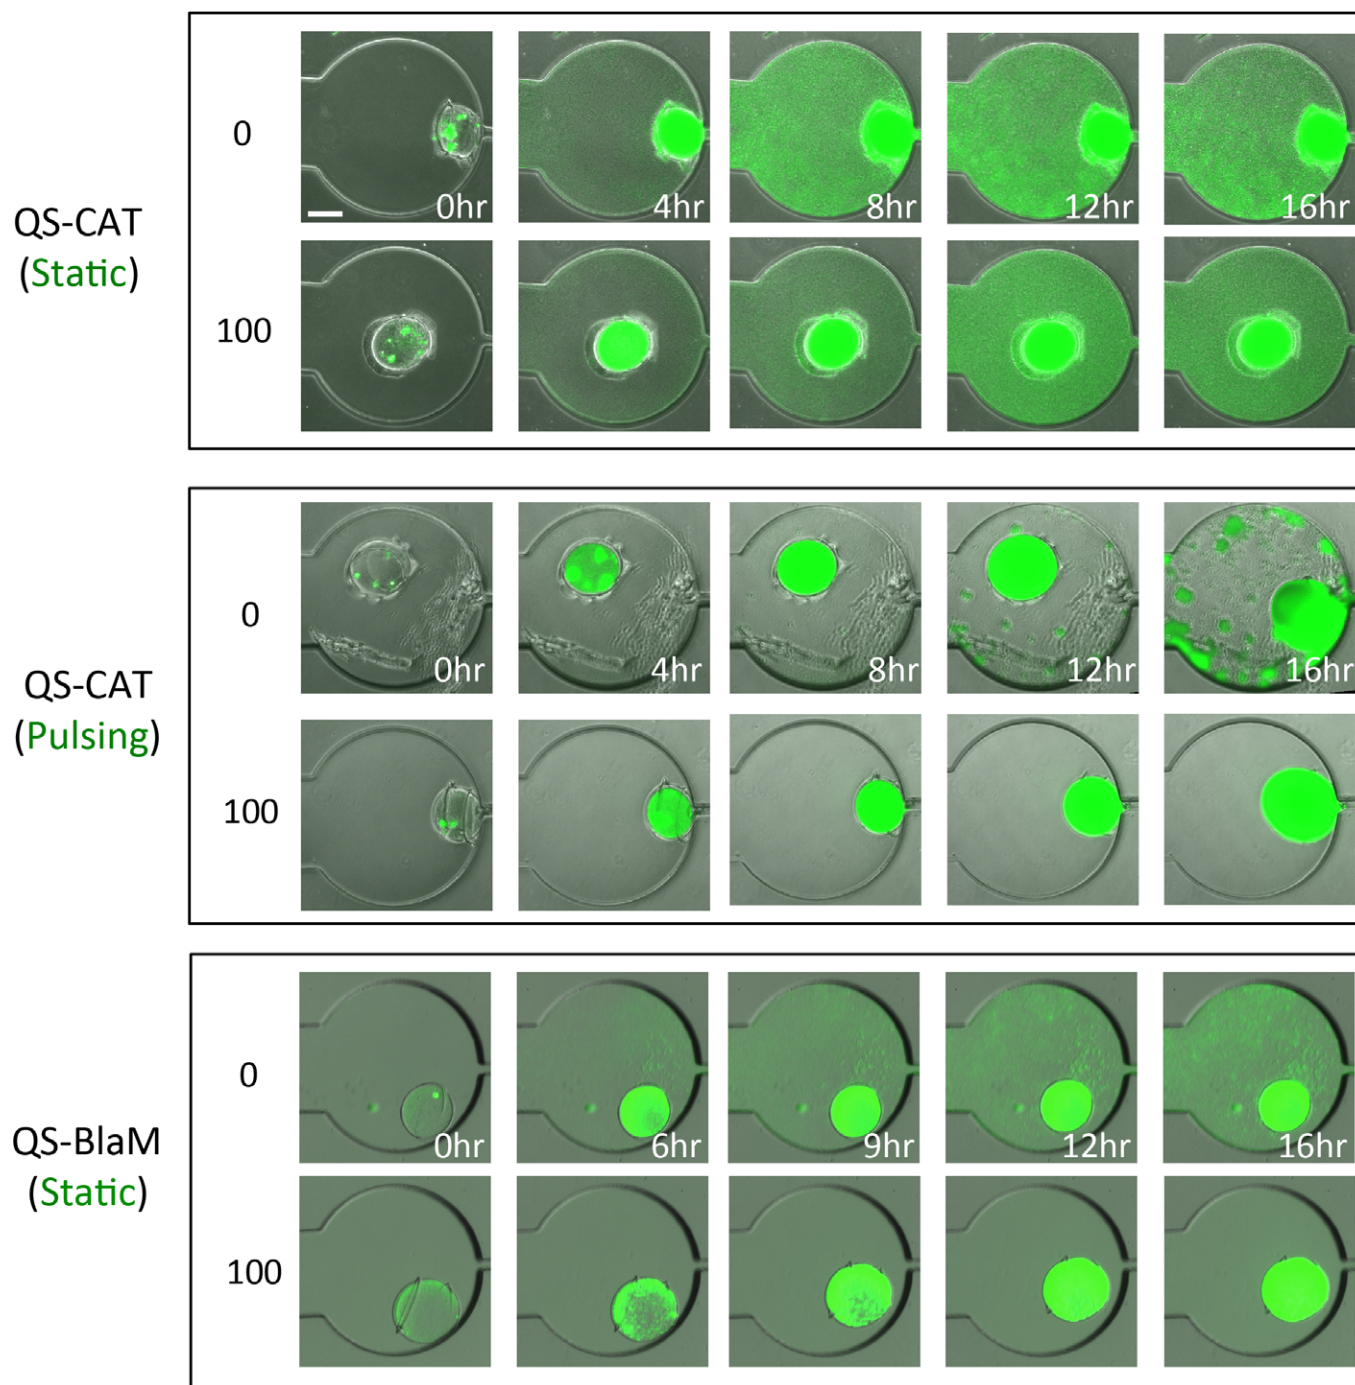 QS-CAT
(Static)
0
0hr
4hr
8hr
12hr
16hr
100
QS-CAT
(Pulsing)
0
0hr
4hr
8hr
12hr
16hr
100
QS-BlaM
(Static)
0
0hr
6hr
9hr
12hr
16hr
100